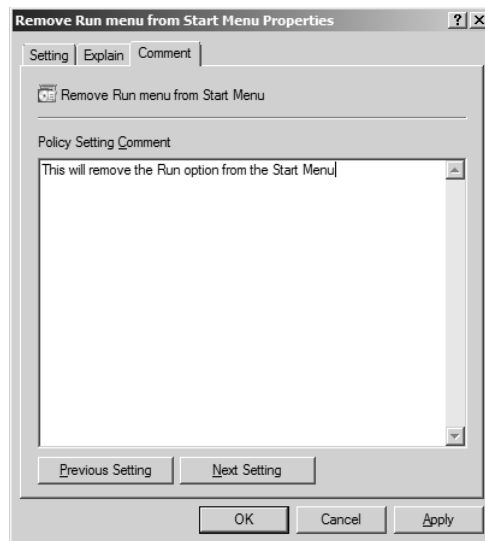 Remove Run menu from Start Menu Properties ? X
Setting Explain Comment
Remove Run menu from Start Menu
Policy Setting Comment
This will remove the Run option from the Start Menu
Previous Setting Next Setting
OK Cancel Apply